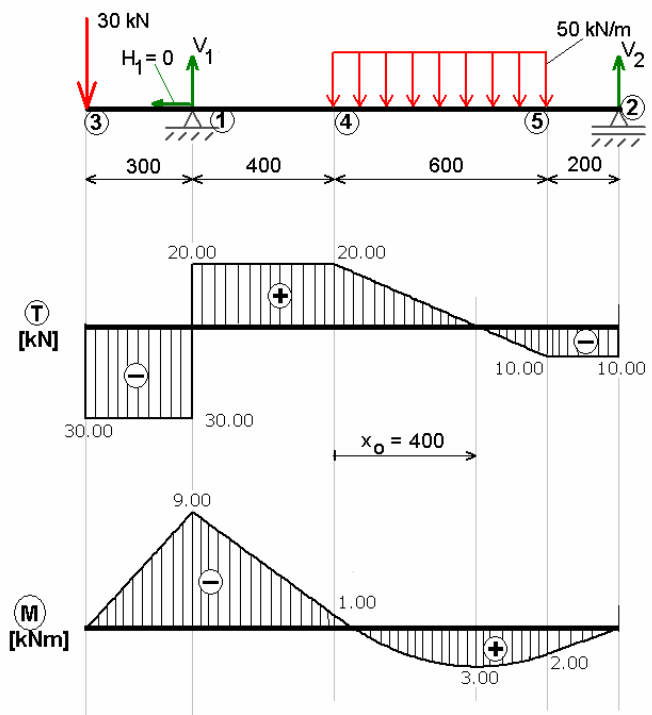 30 kN
50 kN/m
H1=0
V1
V2
3
1
4
5
2
300
400
600
200
20.00
20.00
+
T
[kN]
−
−
10.00
10.00
30.00
30.00
xo = 400
9.00
−
M
[kNm]
1.00
+
2.00
3.00